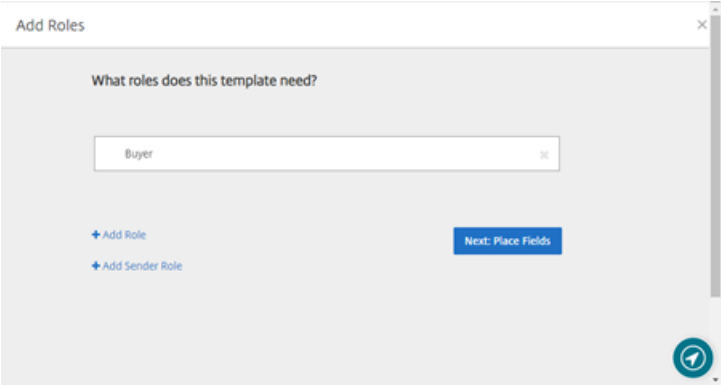 Add Roles
What roles does this template need?
Buyer
+ Add Role
Next: Place Fields
+ Add Sender Role